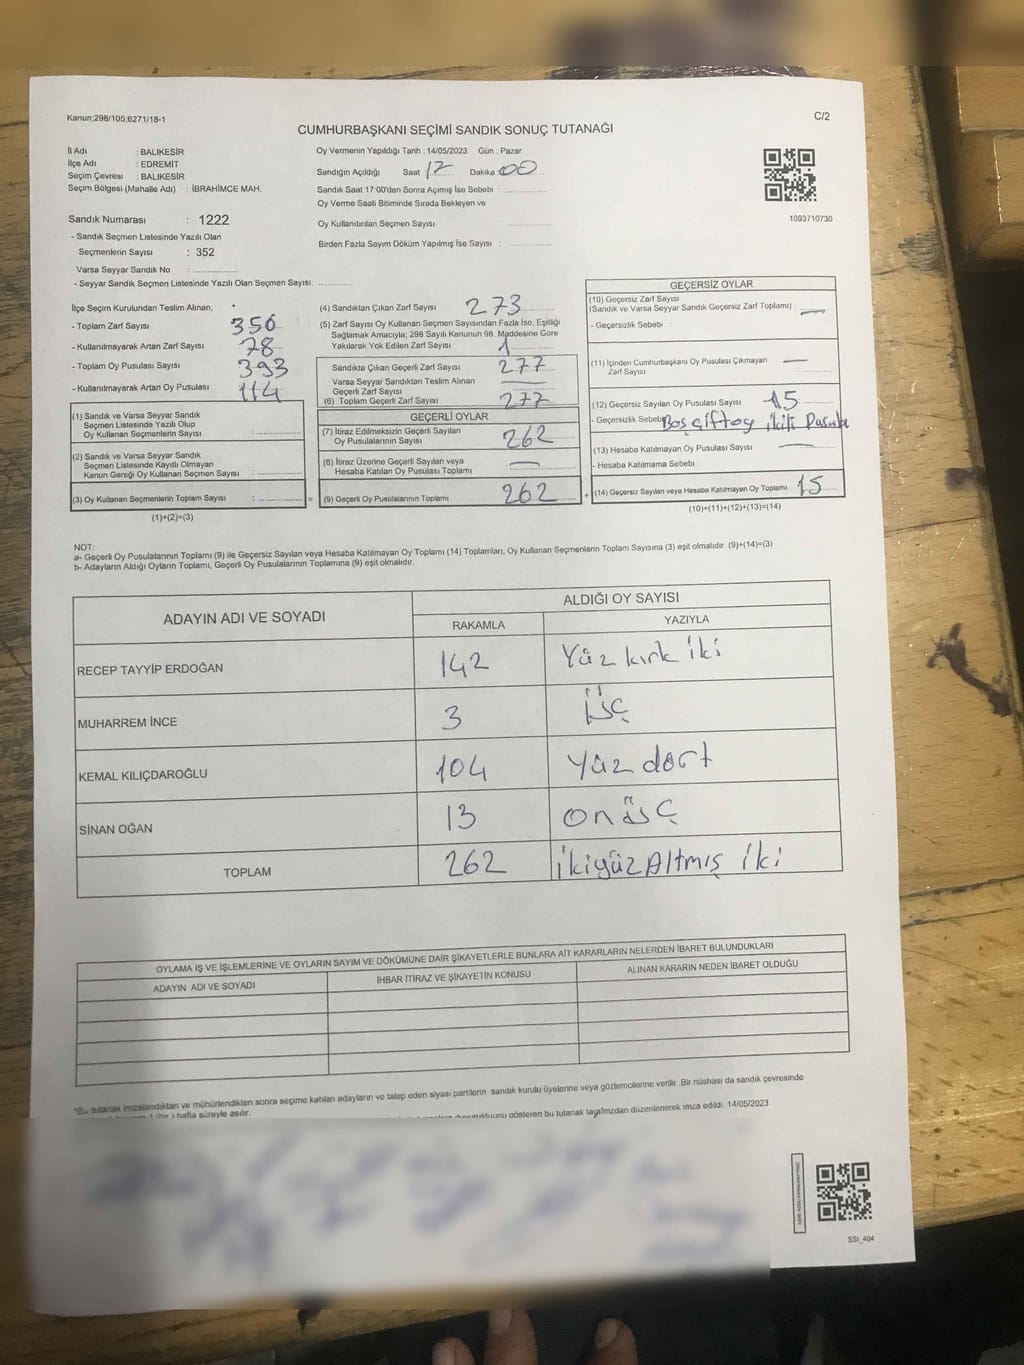 Kanun;298/105;6271/18-1
C/2
CUMHURBAŞKANI SEÇİMİ SANDIK SONUÇ TUTANAĞI
İl Adı : BALIKESİR
İlçe Adı : EDREMİT
Seçim Çevresi : BALIKESİR
Seçim Bölgesi (Mahalle Adı) : İBRAHİMCE MAH.
Oy Vermenin Yapıldığı Tarih :14/05/2023 Gün : Pazar
Sandığın Açıldığı Saat 17 Dakika :00
Sandık Saat 17:00'den Sonra Açımış İse Sebebi :
Oy Verme Saati Bitiminde Sırada Bekleyen ve
Oy Kullandırılan Seçmen Sayısı
Birden Fazla Sayım Döküm Yapılmış İse Sayısı :
1093710730
Sandık Numarası : 1222
- Sandık Seçmen Listesinde Yazılı Olan
Seçmenlerin Sayısı : 352
Varsa Seyyar Sandık No :
- Seyyar Sandık Seçmen Listesinde Yazılı Olan Seçmen Sayısı:
İlçe Seçim Kurulundan Teslim Alınan;
- Toplam Zarf Sayısı 350
- Kullanılmayarak Artan Zarf Sayısı 78
- Toplam Oy Pusulası Sayısı 393
- Kullanılmayarak Artan Oy Pusulası 114
(1) Sandık ve Varsa Seyyar Sandık
Seçmen Listesinde Yazılı Olup
Oy Kullanan Seçmenlerin Sayısı :
(2) Sandık ve Varsa Seyyar Sandık
Seçmen Listesinde Kayıtlı Olmayan
Kanun Gereği Oy Kullanan Seçmen Sayısı :
(3) Oy Kullanan Seçmenlerin Toplam Sayısı : =
(1)+(2)=(3)
(4) Sandıktan Çıkan Zarf Sayısı 273
(5) Zarf Sayısı Oy Kullanan Seçmen Sayısından Fazla İse, Eşitliği
Sağlamak Amacıyla; 298 Sayılı Kanunun 98. Maddesine Göre
Yakılarak Yok Edilen Zarf Sayısı 1
Sandıkta Çıkan Geçerli Zarf Sayısı 277
Varsa Seyyar Sandıktan Teslim Alınan
Geçerli Zarf Sayısı —
(6) Toplam Geçerli Zarf Sayısı 277
GEÇERLİ OYLAR
(7) İtiraz Edilmeksizin Geçerli Sayılan
Oy Pusulalarının Sayısı 262
(8) İtiraz Üzerine Geçerli Sayılan veya
Hesaba Katılan Oy Pusulası Toplamı —
(9) Geçerli Oy Pusulalarının Toplamı 262 +
GEÇERSİZ OYLAR
(10) Geçersiz Zarf Sayısı
(Sandık ve Varsa Seyyar Sandık Geçersiz Zarf Toplamı) : —
- Geçersizlik Sebebi :
(11) İçinden Cumhurbaşkanı Oy Pusulası Çıkmayan
Zarf Sayısı —
(12) Geçersiz Sayılan Oy Pusulası Sayısı 15
- Geçersizlik Sebebi Boş çift oy ikili
(13) Hesaba Katılmayan Oy Pusulası Sayısı —
- Hesaba Katılmama Sebebi
(14) Geçersiz Sayılan veya Hesaba Katılmayan Oy Toplamı 15
(10)+(11)+(12)+(13)=(14)
NOT:
a- Geçerli Oy Pusulalarının Toplamı (9) ile Geçersiz Sayılan veya Hesaba Katılmayan Oy Toplamı (14) Toplamları, Oy Kullanan Seçmenlerin Toplam Sayısına (3) eşit olmalıdır. (9)+(14)=(3)
b- Adayların Aldığı Oyların Toplamı, Geçerli Oy Pusulalarının Toplamına (9) eşit olmalıdır.
ADAYIN ADI VE SOYADI
ALDIĞI OY SAYISI
RAKAMLA YAZIYLA
RECEP TAYYİP ERDOĞAN 142 Yüz kırk iki
MUHARREM İNCE 3 Üç
KEMAL KILIÇDAROĞLU 104 Yüz dört
SİNAN OĞAN 13 onüç
TOPLAM 262 İkiyüz Altmış İki
OYLAMA İŞ VE İŞLEMLERİNE VE OYLARIN SAYIM VE DÖKÜMÜNE DAİR ŞİKAYETLERLE BUNLARA AİT KARARLARIN NELERDEN İBARET BULUNDUKLARI
ADAYIN ADI VE SOYADI İHBAR İTİRAZ VE ŞİKAYETİN KONUSU ALINAN KARARIN NEDEN İBARET OLDUĞU
*Bu tutanak imzalandıktan ve mühürlendikten sonra seçime katılan adayların ve talep eden siyasi partilerin sandık kurulu üyelerine veya gözlemcilerine verilir .Bir nüshası da sandık çevresinde
1 (bir ) hafta süreyle asılır.
gösteren bu tutanak tarafımızdan düzenlenerek imza edildi. 14/05/2023
SSİ_404